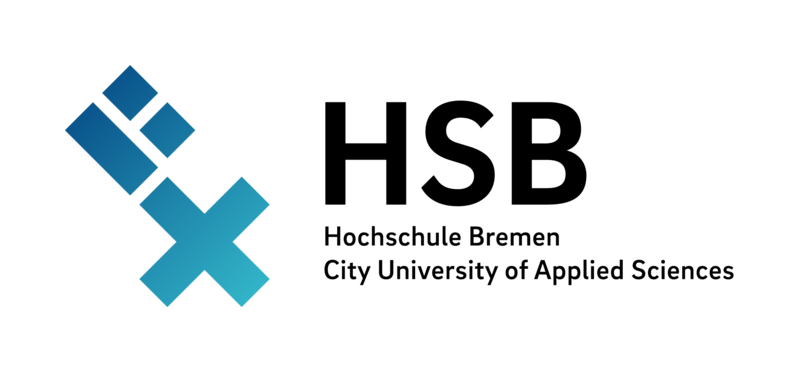 HSB
Hochschule Bremen
City University of Applied Sciences